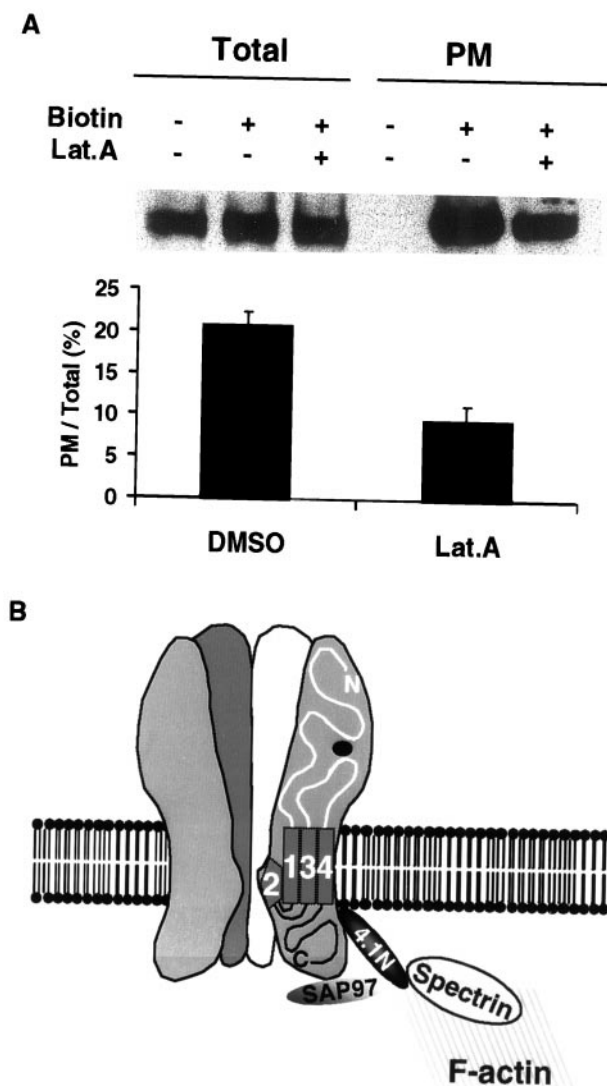 A
Total PM
Biotin - + + - + +
Lat.A - - + - - +
PM / Total (%)
25
20
15
10
5
0
DMSO Lat.A
B
N
2 134
C
4.1N
SAP97
Spectrin
F-actin